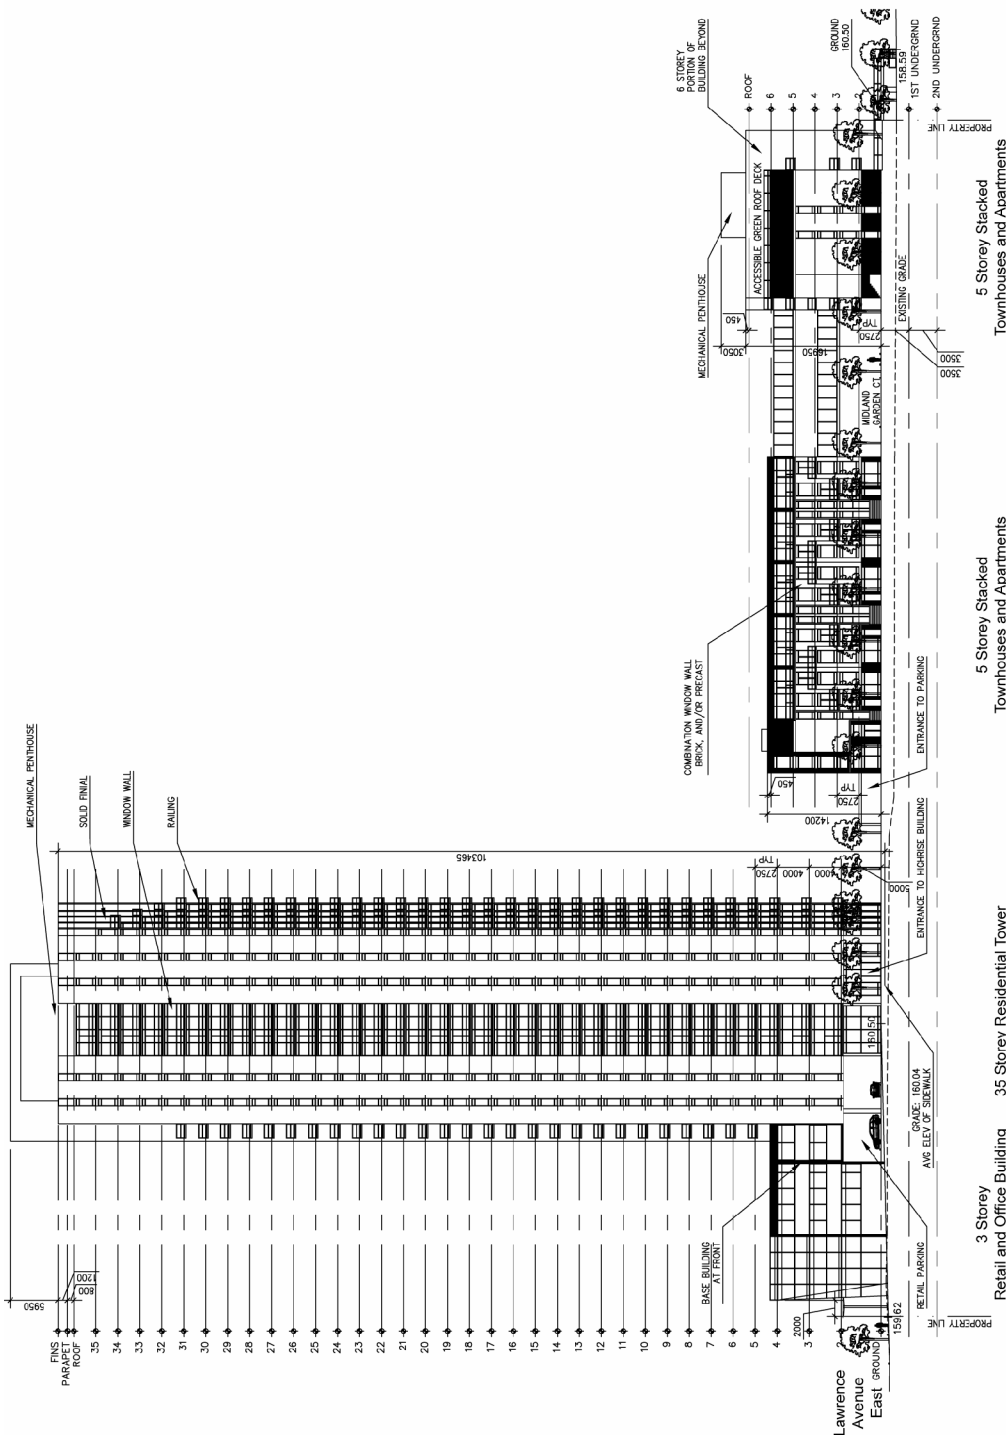 MECHANICAL PENTHOUSE
SOLID FINIAL
WINDOW WALL
RAILING
5950
1200
800
FINS
PARAPET
ROOF
35
34
33
32
31
30
29
28
27
26
25
24
23
22
21
20
19
18
17
16
15
14
13
12
11
10
9
8
7
6
5
4
3
2
GROUND
Lawrence
Avenue
East
2000
159.62
PROPERTY LINE
BASE BUILDING
AT FRONT
RETAIL PARKING
GRADE: 160.04
AVG ELEV OF SIDEWALK
160.50
ENTRANCE TO HIGHRISE BUILDING
103465
2750
TYP
4000
4000
5000
ENTRANCE TO PARKING
14200
450
2750
TYP
COMBINATION WINDOW WALL
BRICK, AND/OR PRECAST
MIDLAND
GARDEN CT.
MECHANICAL PENTHOUSE
3050
450
16950
2750
TYP
3500
3500
EXISTING GRADE
ACCESSIBLE GREEN ROOF DECK
6 STOREY
PORTION OF
BUILDING BEYOND
ROOF
6
5
4
3
2
GROUND
160.50
158.59
1ST UNDERGRND
2ND UNDERGRND
PROPERTY LINE
3 Storey
Retail and Office Building
35 Storey Residential Tower
5 Storey Stacked
Townhouses and Apartments
5 Storey Stacked
Townhouses and Apartments